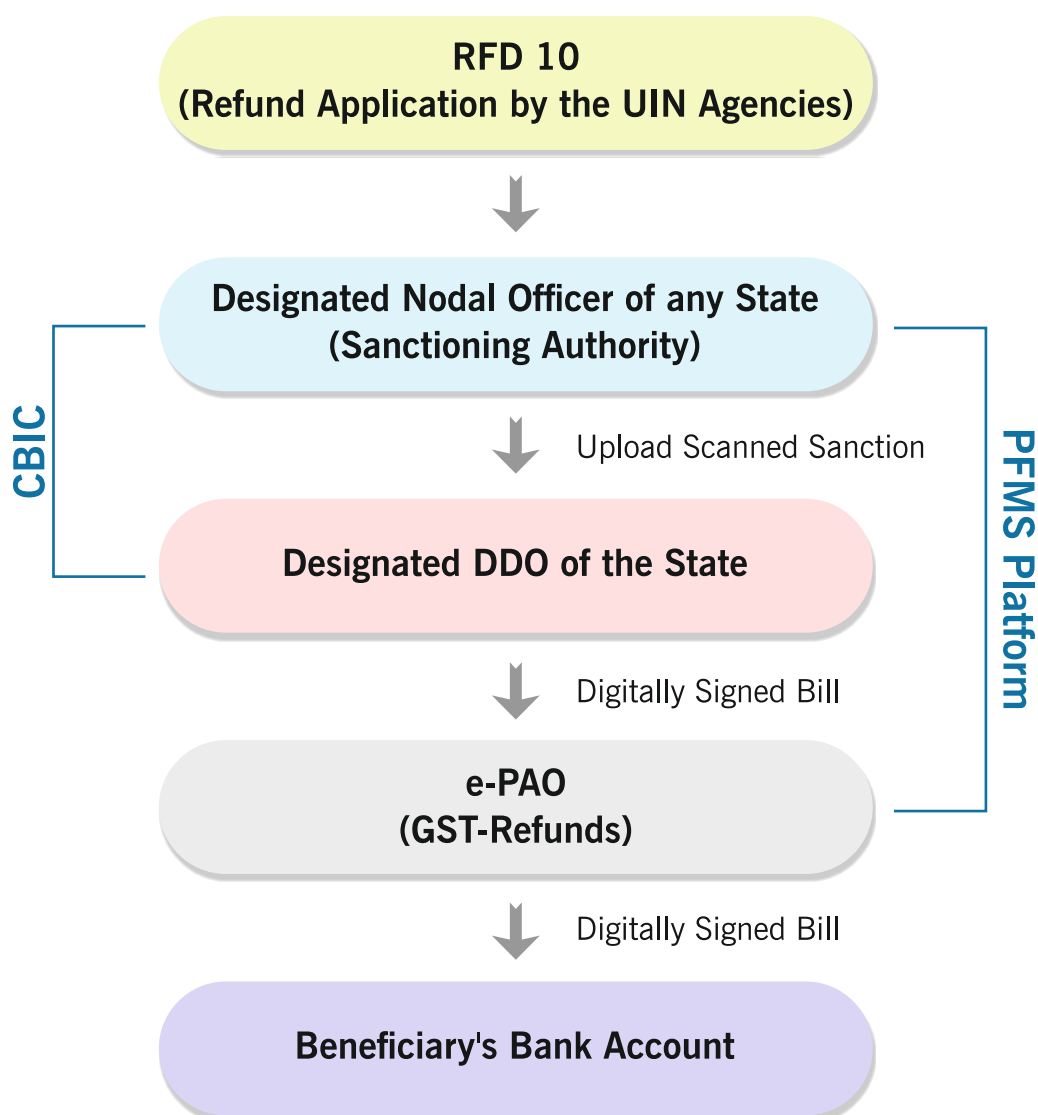 RFD 10
(Refund Application by the UIN Agencies)
Designated Nodal Officer of any State
(Sanctioning Authority)
CBIC
PFMS Platform
Upload Scanned Sanction
Designated DDO of the State
Digitally Signed Bill
e-PAO
(GST-Refunds)
Digitally Signed Bill
Beneficiary's Bank Account